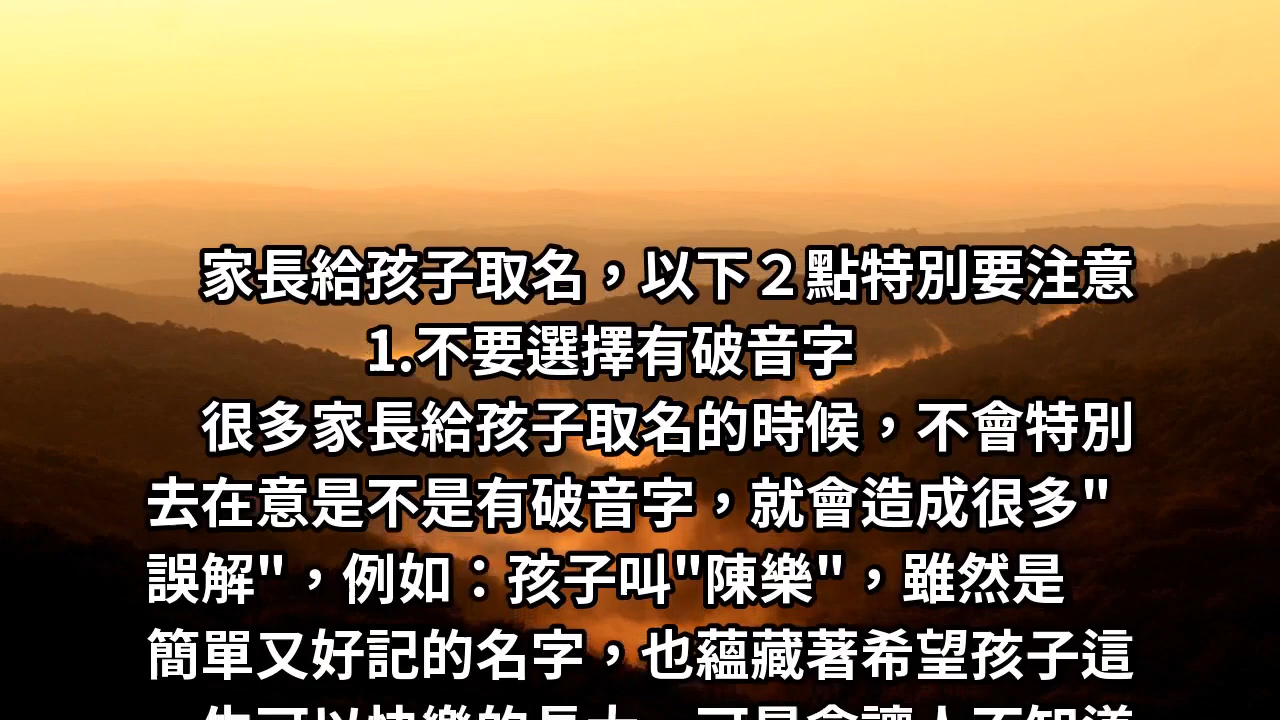 家長給孩子取名，以下２點特別要注意
1.不要選擇有破音字
很多家長給孩子取名的時候，不會特別
去在意是不是有破音字，就會造成很多"
誤解"，例如：孩子叫"陳樂"，雖然是
簡單又好記的名字，也蘊藏著希望孩子這